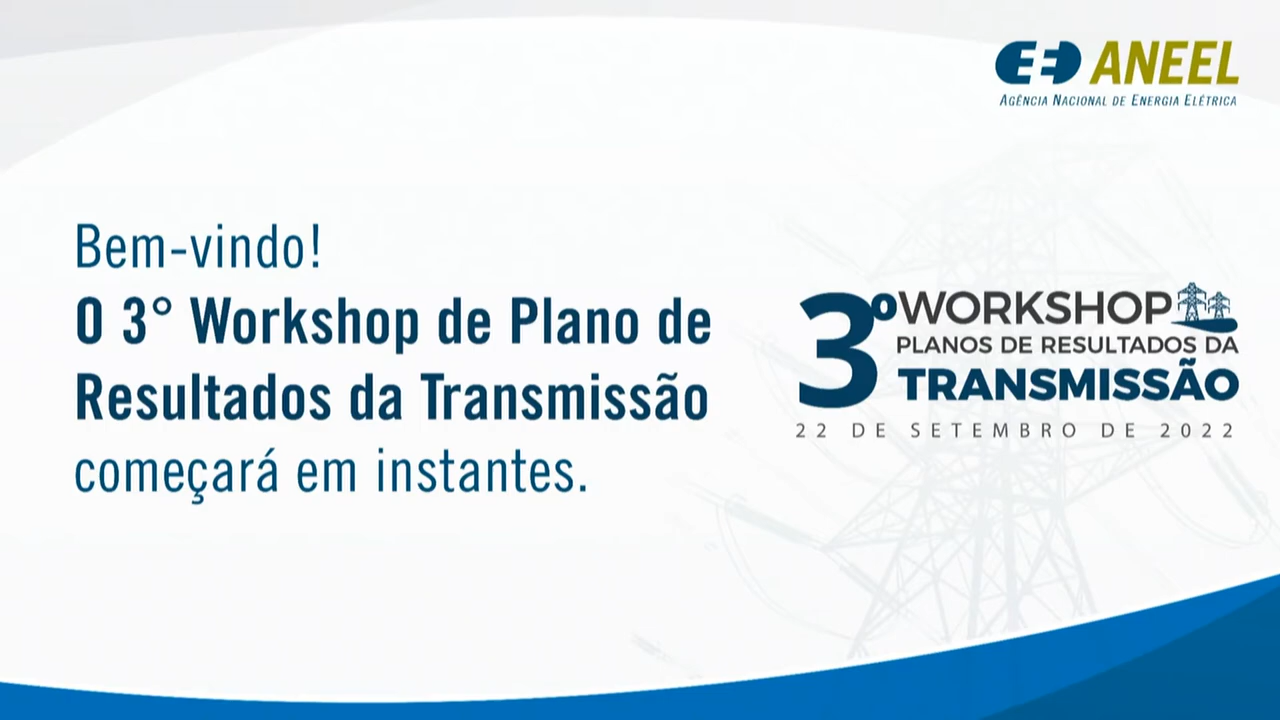 ANEEL
AGÊNCIA NACIONAL DE ENERGIA ELÉTRICA
Bem-vindo!
O 3° Workshop de Plano de
Resultados da Transmissão
começará em instantes.
3º WORKSHOP
PLANOS DE RESULTADOS DA
TRANSMISSÃO
22 DE SETEMBRO DE 2022